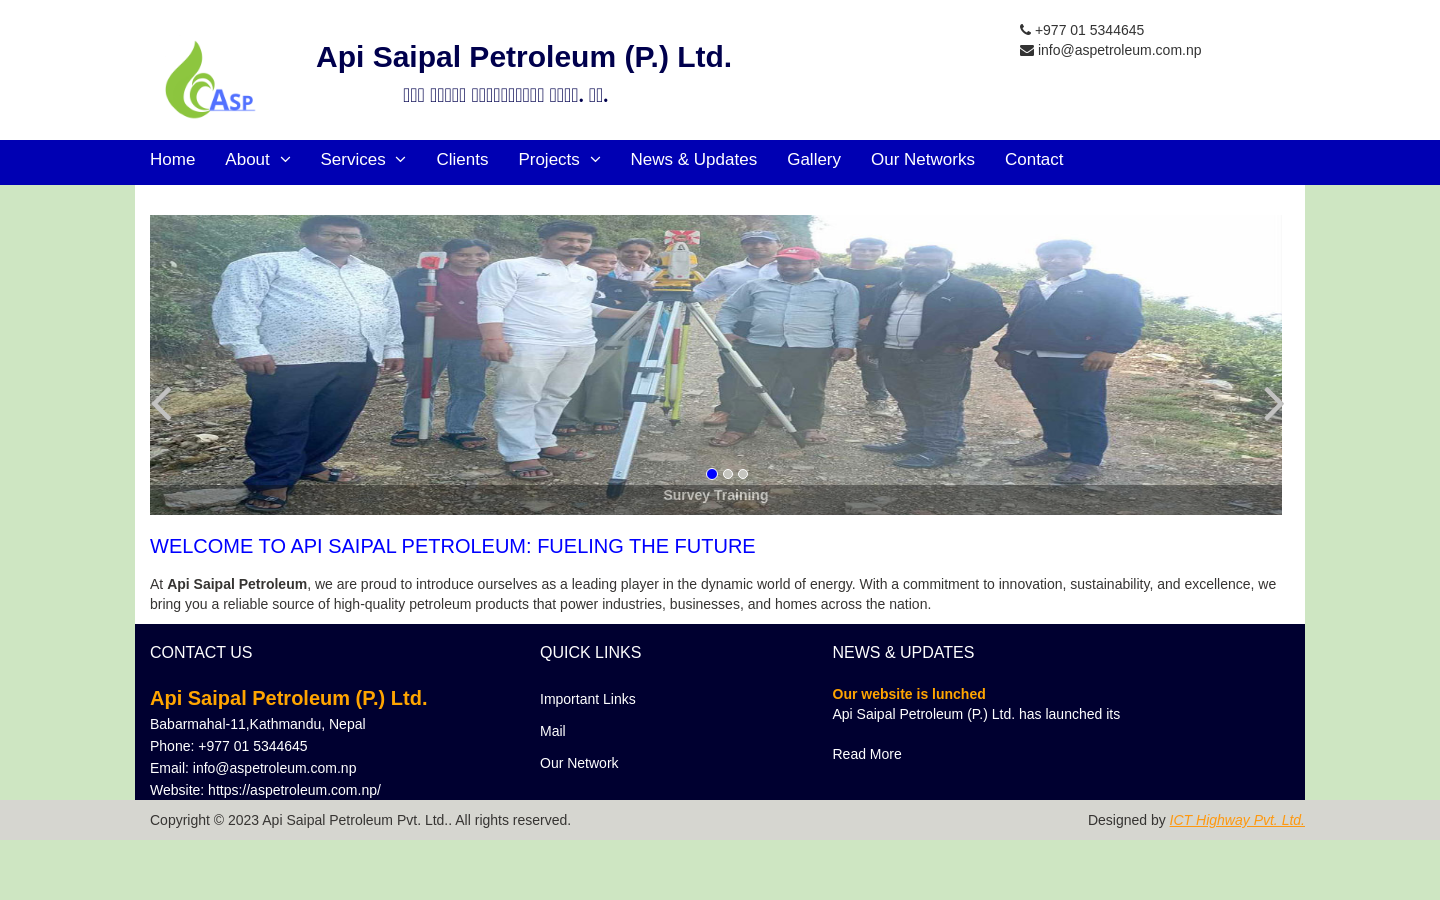 +977 01 5344645
info@aspetroleum.com.np
ASP
Api Saipal Petroleum (P.) Ltd.
Home About Services Clients Projects News & Updates Gallery Our Networks Contact
Survey Training
WELCOME TO API SAIPAL PETROLEUM: FUELING THE FUTURE
At Api Saipal Petroleum, we are proud to introduce ourselves as a leading player in the dynamic world of energy. With a commitment to innovation, sustainability, and excellence, we
bring you a reliable source of high-quality petroleum products that power industries, businesses, and homes across the nation.
CONTACT US
Api Saipal Petroleum (P.) Ltd.
Babarmahal-11,Kathmandu, Nepal
Phone: +977 01 5344645
Email: info@aspetroleum.com.np
Website: https://aspetroleum.com.np/
QUICK LINKS
Important Links
Mail
Our Network
NEWS & UPDATES
Our website is lunched
Api Saipal Petroleum (P.) Ltd. has launched its
Read More
Copyright © 2023 Api Saipal Petroleum Pvt. Ltd.. All rights reserved.
Designed by ICT Highway Pvt. Ltd.